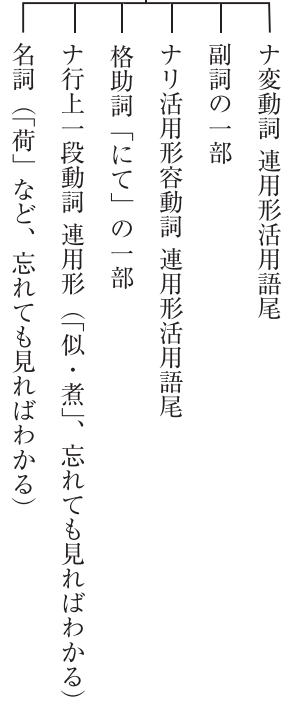 ナ変動詞 連用形活用語尾
副詞の一部
ナリ活用形容動詞 連用形活用語尾
格助詞「にて」の一部
ナ行上一段動詞 連用形（「似・煮」、忘れても見ればわかる）
名詞（「荷」など、忘れても見ればわかる）